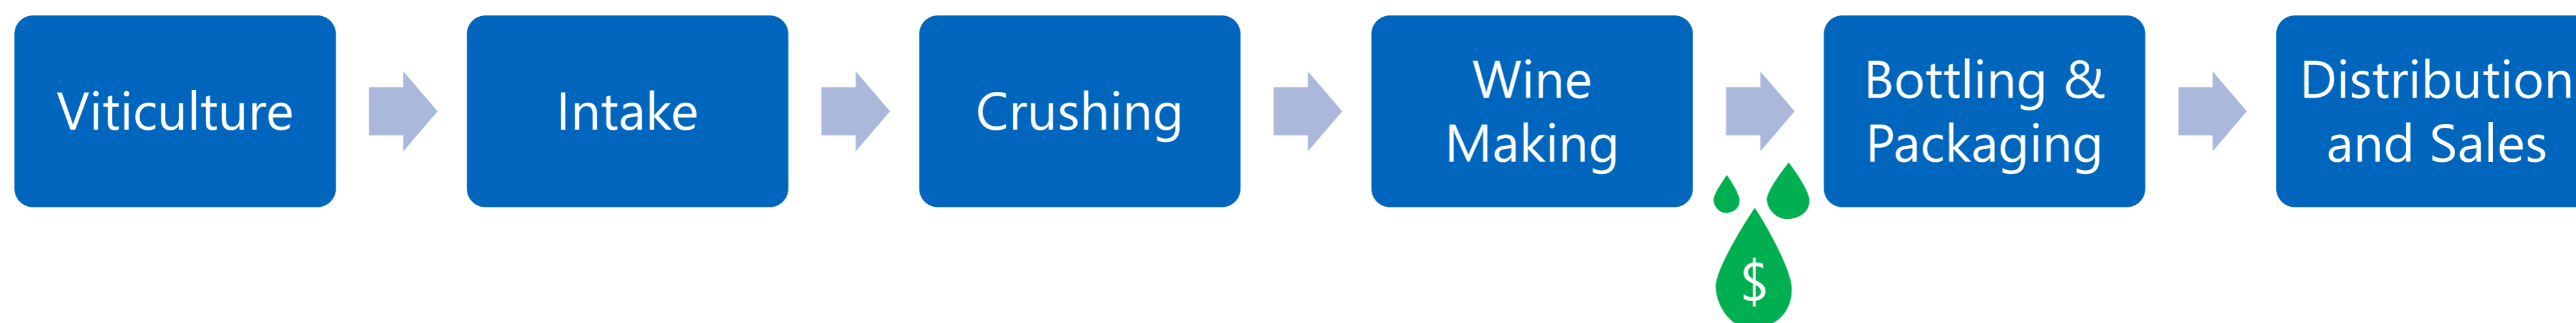 Viticulture
Intake
Crushing
Wine
Making
Bottling &
Packaging
Distribution
and Sales
$